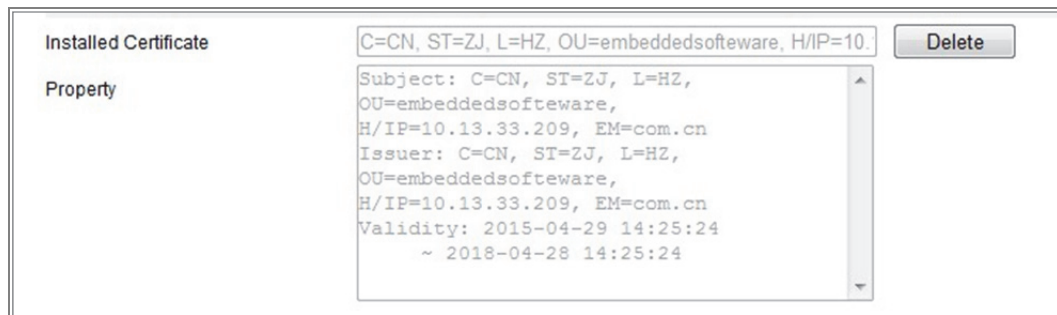 Installed Certificate C=CN, ST=ZJ, L=HZ, OU=embeddedsofteware, H/IP=10. Delete
Property
Subject: C=CN, ST=ZJ, L=HZ,
OU=embeddedsofteware,
H/IP=10.13.33.209, EM=com.cn
Issuer: C=CN, ST=ZJ, L=HZ,
OU=embeddedsofteware,
H/IP=10.13.33.209, EM=com.cn
Validity: 2015-04-29 14:25:24
~ 2018-04-28 14:25:24